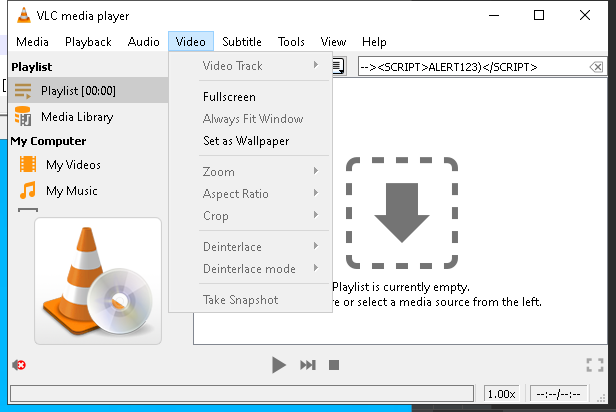 VLC media player
Media Playback Audio Video Subtitle Tools View Help
Playlist
Playlist [00:00]
Media Library
My Computer
My Videos
My Music
--><SCRIPT>ALERT123)</SCRIPT>
Video Track
Fullscreen
Always Fit Window
Set as Wallpaper
Zoom
Aspect Ratio
Crop
Deinterlace
Deinterlace mode
Take Snapshot
Playlist is currently empty.
re or select a media source from the left.
1.00x
--:--/--:--